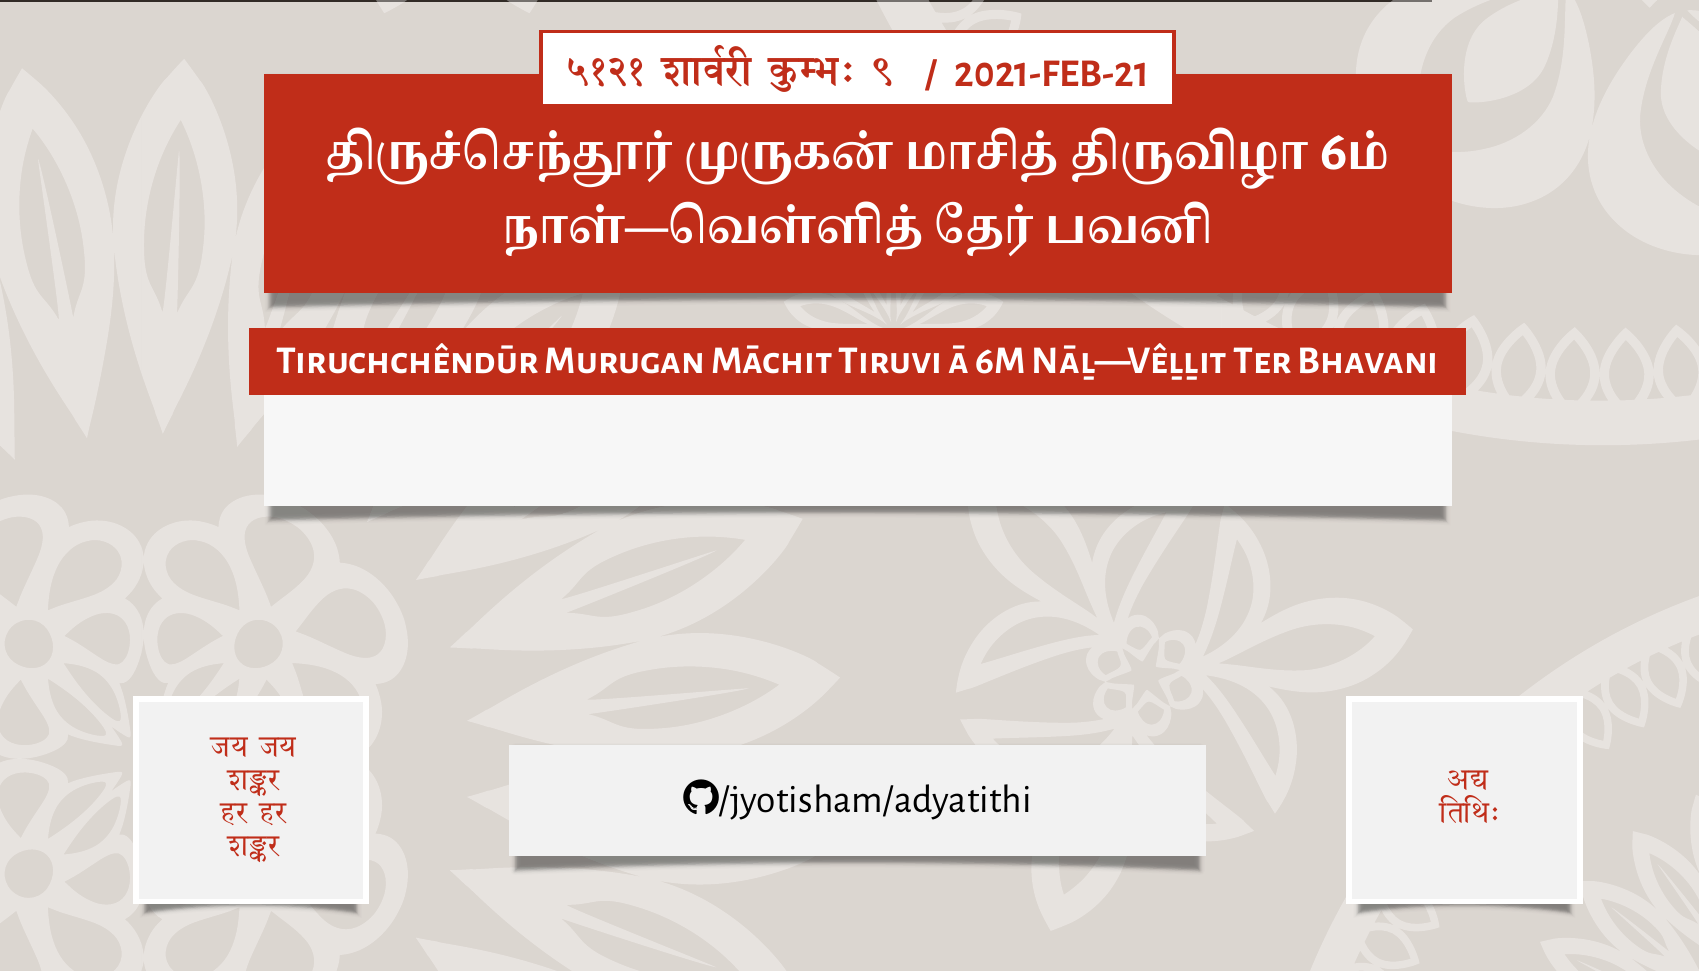 ५१२१ शार्वरी कुम्भः ९ / 2021-FEB-21
திருச்செந்தூர் முருகன் மாசித் திருவிழா 6ம்
நாள்—வெள்ளித் தேர் பவனி
Tiruchchêndūr Murugan Māchit Tiruvi ā 6m Nāḻ—Vêḻḻit Ter Bhavani
जय जय
शङ्कर
हर हर
शङ्कर
/jyotisham/adyatithi
अद्य
तिथिः